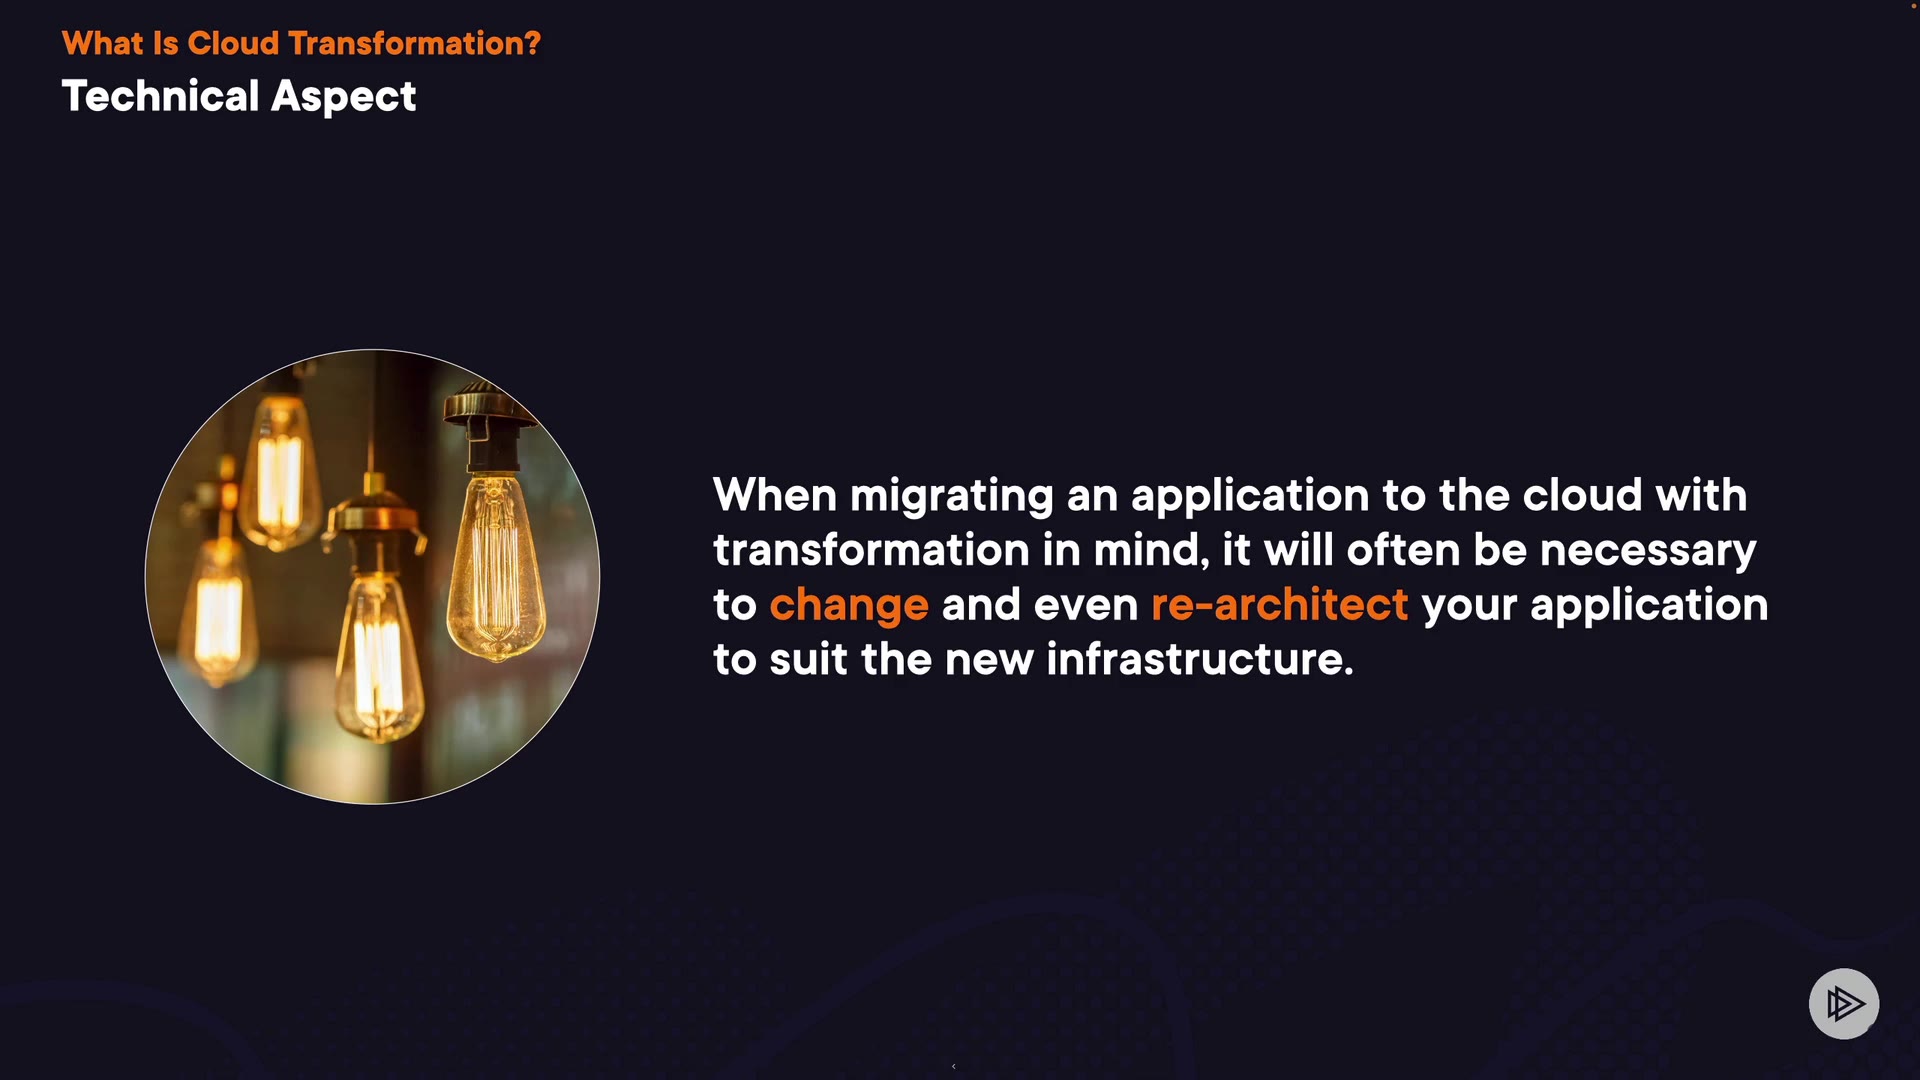 What Is Cloud Transformation?
Technical Aspect
When migrating an application to the cloud with
transformation in mind, it will often be necessary
to change and even re-architect your application
to suit the new infrastructure.